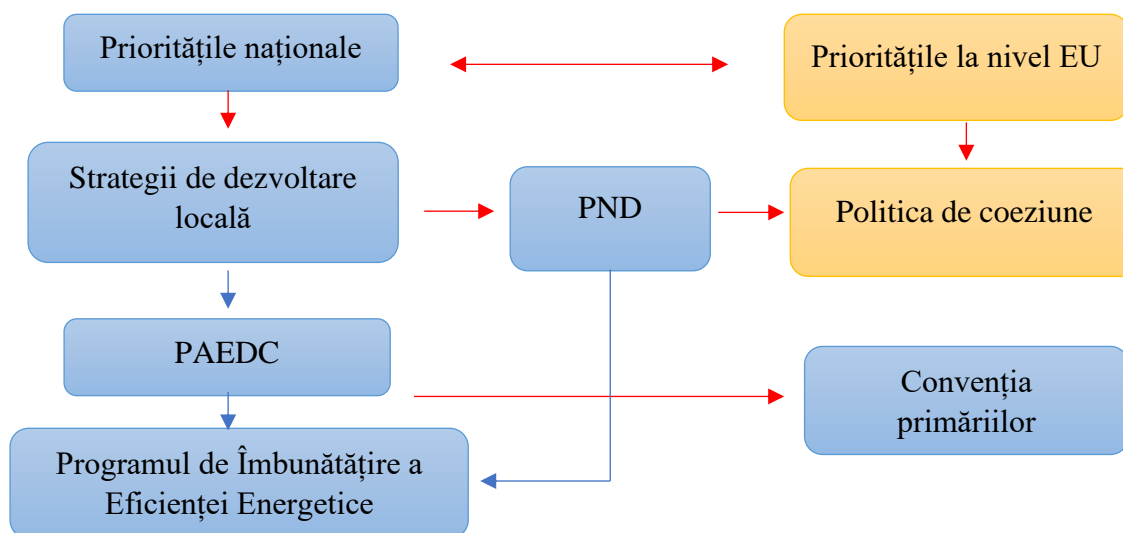 Prioritățile naționale
Prioritățile la nivel EU
Strategii de dezvoltare
locală
PND
Politica de coeziune
PAEDC
Convenția
primăriilor
Programul de Îmbunătățire a
Eficienței Energetice